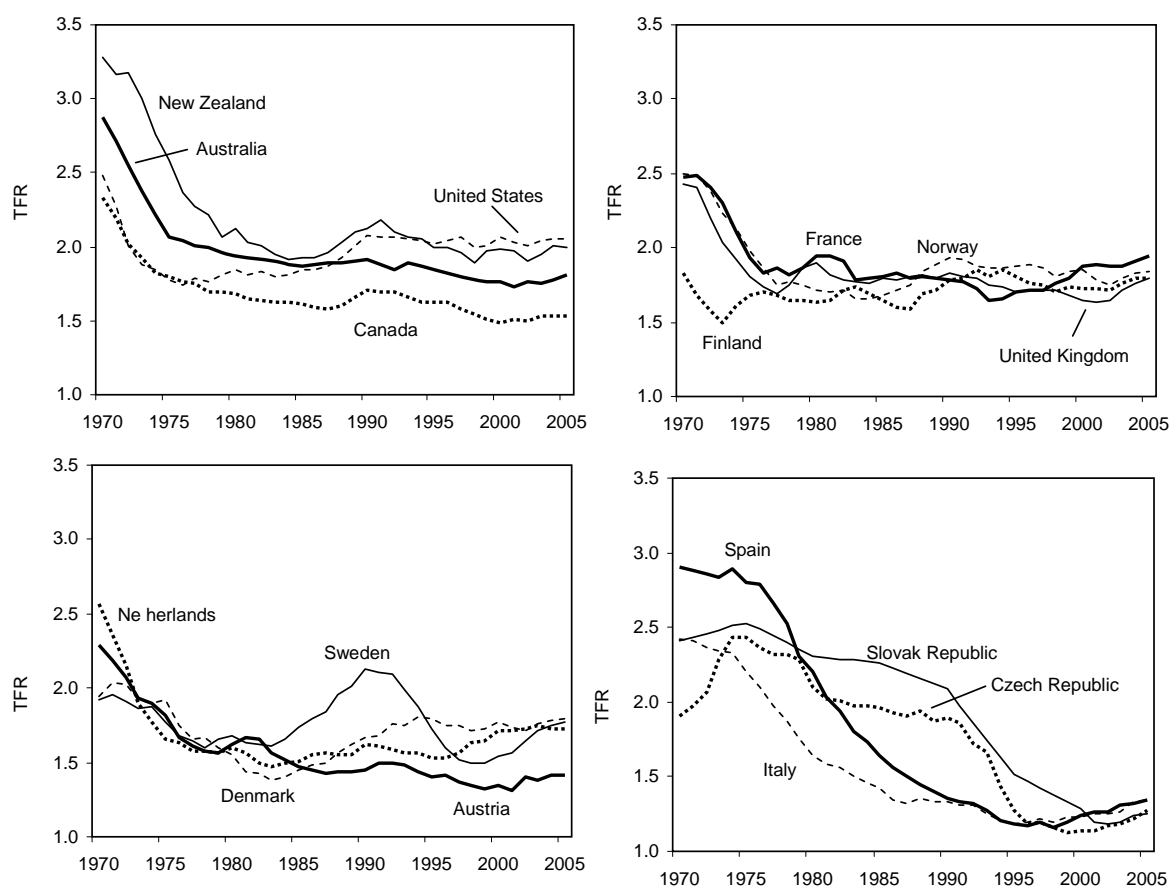 3.5
3.0
2.5
2.0
1.5
1.0
TFR
New Zealand
Australia
United States
Canada
1970 1975 1980 1985 1990 1995 2000 2005
3.5
3.0
2.5
2.0
1.5
1.0
TFR
France
Norway
Finland
United Kingdom
1970 1975 1980 1985 1990 1995 2000 2005
3.5
3.0
2.5
2.0
1.5
1.0
TFR
Ne herlands
Sweden
Denmark
Austria
1970 1975 1980 1985 1990 1995 2000 2005
3.5
3.0
2.5
2.0
1.5
1.0
TFR
Spain
Slovak Republic
Czech Republic
Italy
1970 1975 1980 1985 1990 1995 2000 2005